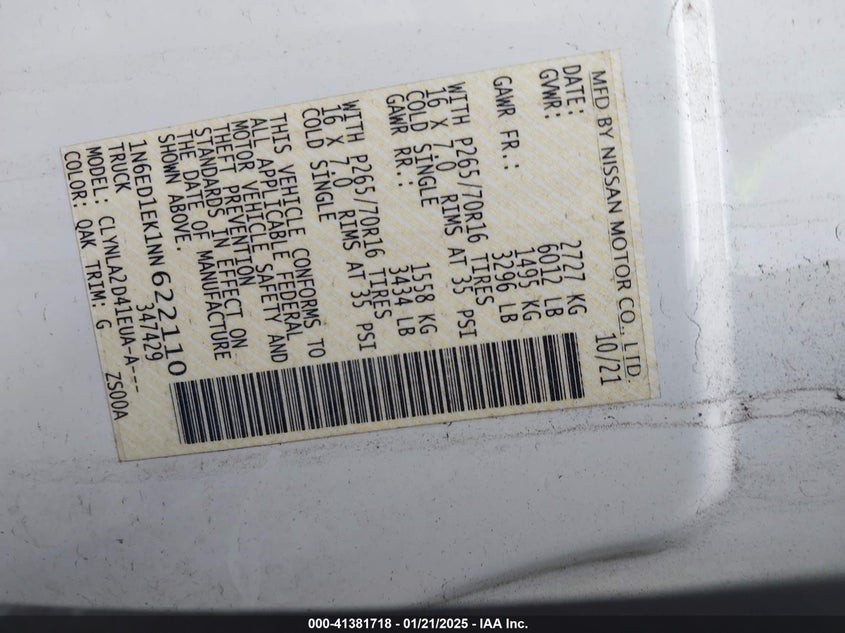 MFD BY NISSAN MOTOR CO., LTD.
DATE: 10/21
GVWR: 2727 KG
6012 LB
GAWR FR.: 1495 KG
3296 LB
WITH P265/70R16 TIRES
16 X 7.0 RIMS AT 35 PSI
COLD SINGLE
GAWR RR.: 1558 KG
3434 LB
WITH P265/70R16 TIRES
16 X 7.0 RIMS AT 35 PSI
COLD SINGLE
THIS VEHICLE CONFORMS TO
ALL APPLICABLE FEDERAL
MOTOR VEHICLE SAFETY AND
THEFT PREVENTION
STANDARDS IN EFFECT ON
THE DATE OF MANUFACTURE
SHOWN ABOVE.
1N6ED1EK1NN622110
TRUCK 347429
MODEL: CLYNLA2D41EUA-A---
COLOR: QAK TRIM: G ZS00A
000-41381718 - 01/21/2025 - IAA Inc.